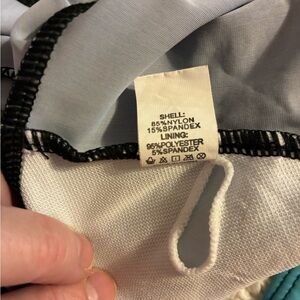 SHELL:
85%NYLON
15%SPANDEX
LINING:
95%POLYESTER
5%SPANDEX